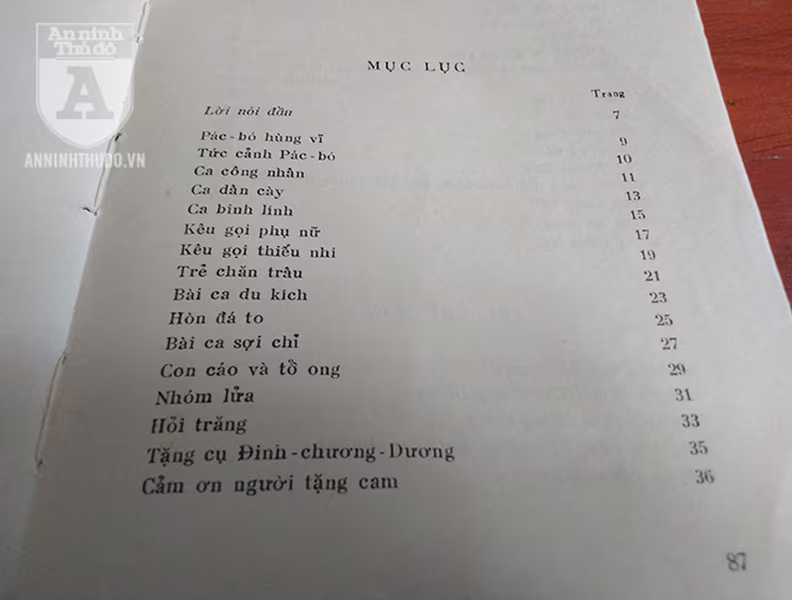 An ninh
Thủ đô
A
ANNINHTHUDO.VN
MỤC LỤC
Trang
Lời nói đầu 7
Pác-bó hùng vĩ 9
Tức cảnh Pác-bó 10
Ca công nhân 11
Ca dân cày 13
Ca binh lính 15
Kêu gọi phụ nữ 17
Kêu gọi thiếu nhi 19
Trẻ chăn trâu 21
Bài ca du kích 23
Hòn đá to 25
Bài ca sợi chỉ 27
Con cáo và tổ ong 29
Nhóm lửa 31
Hỏi trăng 33
Tặng cụ Đinh-chương-Dương 35
Cảm ơn người tặng cam 36
87